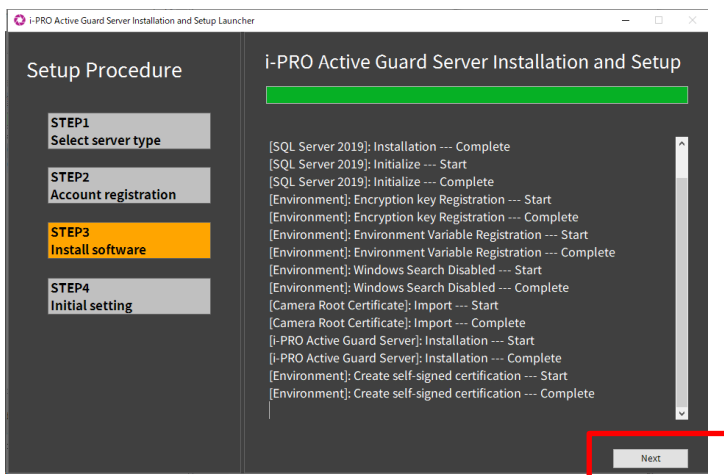 i-PRO Active Guard Server Installation and Setup Launcher
Setup Procedure
STEP1
Select server type
STEP2
Account registration
STEP3
Install software
STEP4
Initial setting
i-PRO Active Guard Server Installation and Setup
[SQL Server 2019]: Installation --- Complete
[SQL Server 2019]: Initialize --- Start
[SQL Server 2019]: Initialize --- Complete
[Environment]: Encryption key Registration --- Start
[Environment]: Encryption key Registration --- Complete
[Environment]: Environment Variable Registration --- Start
[Environment]: Environment Variable Registration --- Complete
[Environment]: Windows Search Disabled --- Start
[Environment]: Windows Search Disabled --- Complete
[Camera Root Certificate]: Import --- Start
[Camera Root Certificate]: Import --- Complete
[i-PRO Active Guard Server]: Installation --- Start
[i-PRO Active Guard Server]: Installation --- Complete
[Environment]: Create self-signed certification --- Start
[Environment]: Create self-signed certification --- Complete
Next